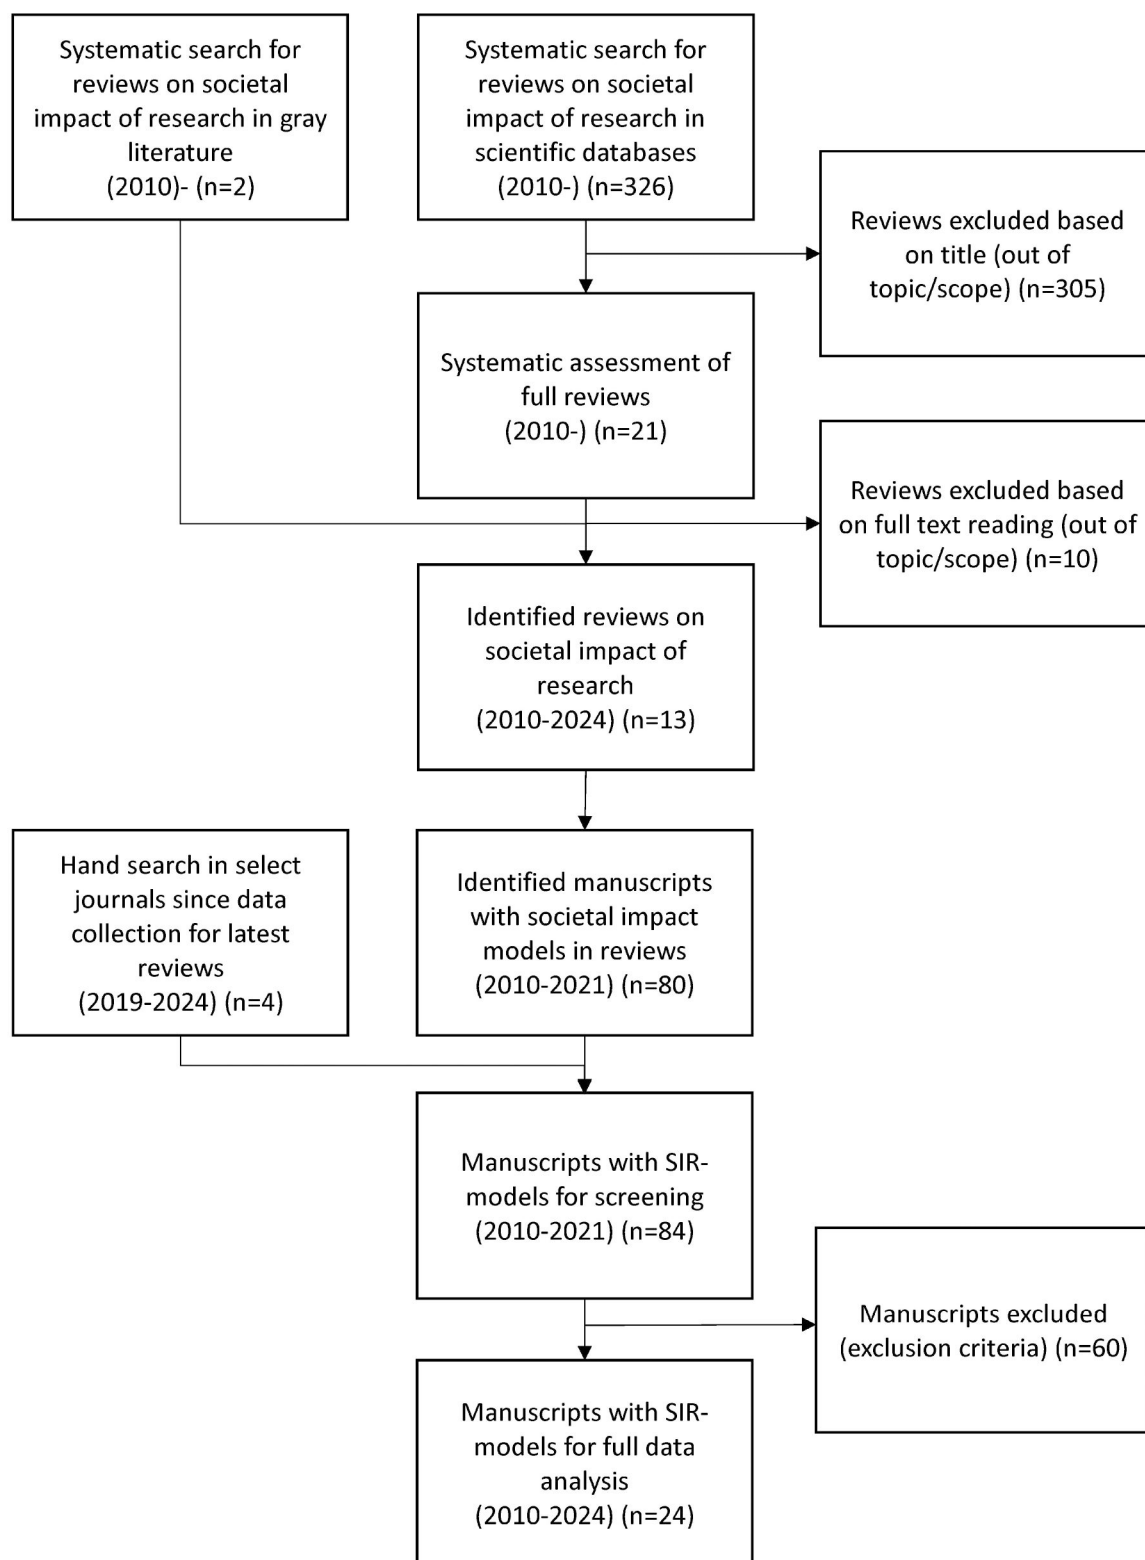 Systematic search for
reviews on societal
impact of research in gray
literature
(2010)- (n=2)
Systematic search for
reviews on societal
impact of research in
scientific databases
(2010-) (n=326)
Reviews excluded based
on title (out of
topic/scope) (n=305)
Systematic assessment of
full reviews
(2010-) (n=21)
Reviews excluded based
on full text reading (out of
topic/scope) (n=10)
Identified reviews on
societal impact of
research
(2010-2024) (n=13)
Hand search in select
journals since data
collection for latest
reviews
(2019-2024) (n=4)
Identified manuscripts
with societal impact
models in reviews
(2010-2021) (n=80)
Manuscripts with SIR-
models for screening
(2010-2021) (n=84)
Manuscripts excluded
(exclusion criteria) (n=60)
Manuscripts with SIR-
models for full data
analysis
(2010-2024) (n=24)